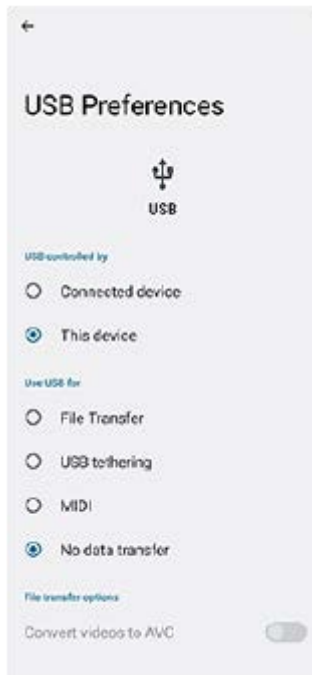 USB Preferences
USB
USB controlled by
Connected device
This device
Use USB for
File Transfer
USB tethering
MIDI
No data transfer
File transfer options
Convert videos to AVC